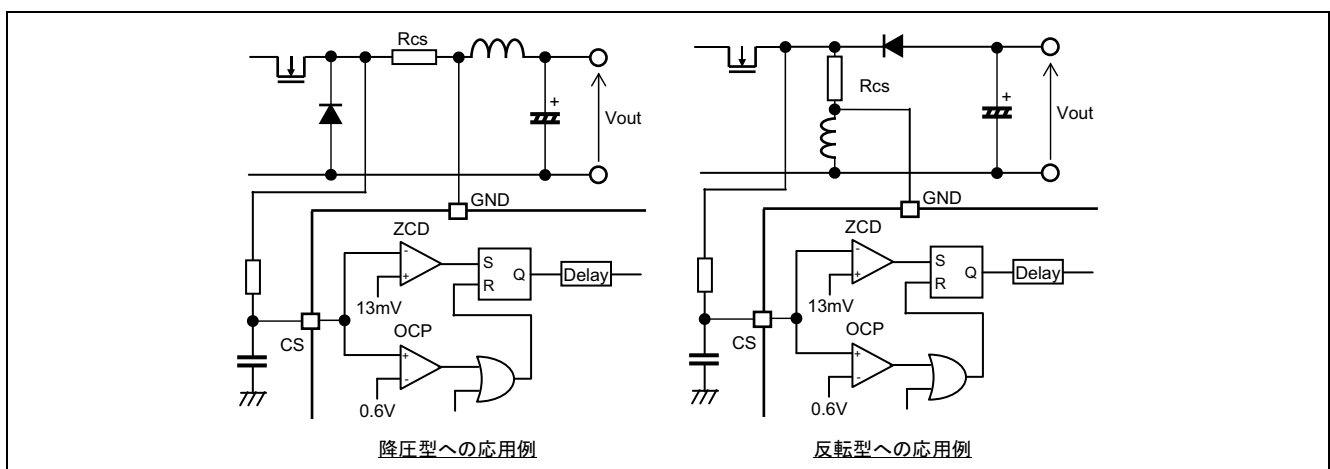 Rcs
+
Vout
GND
ZCD
-
+
S
R
Q
Delay
13mV
OCP
CS
+
-
0.6V
降圧型への応用例
Rcs
+
Vout
GND
ZCD
-
+
S
R
Q
Delay
13mV
OCP
CS
+
-
0.6V
反転型への応用例